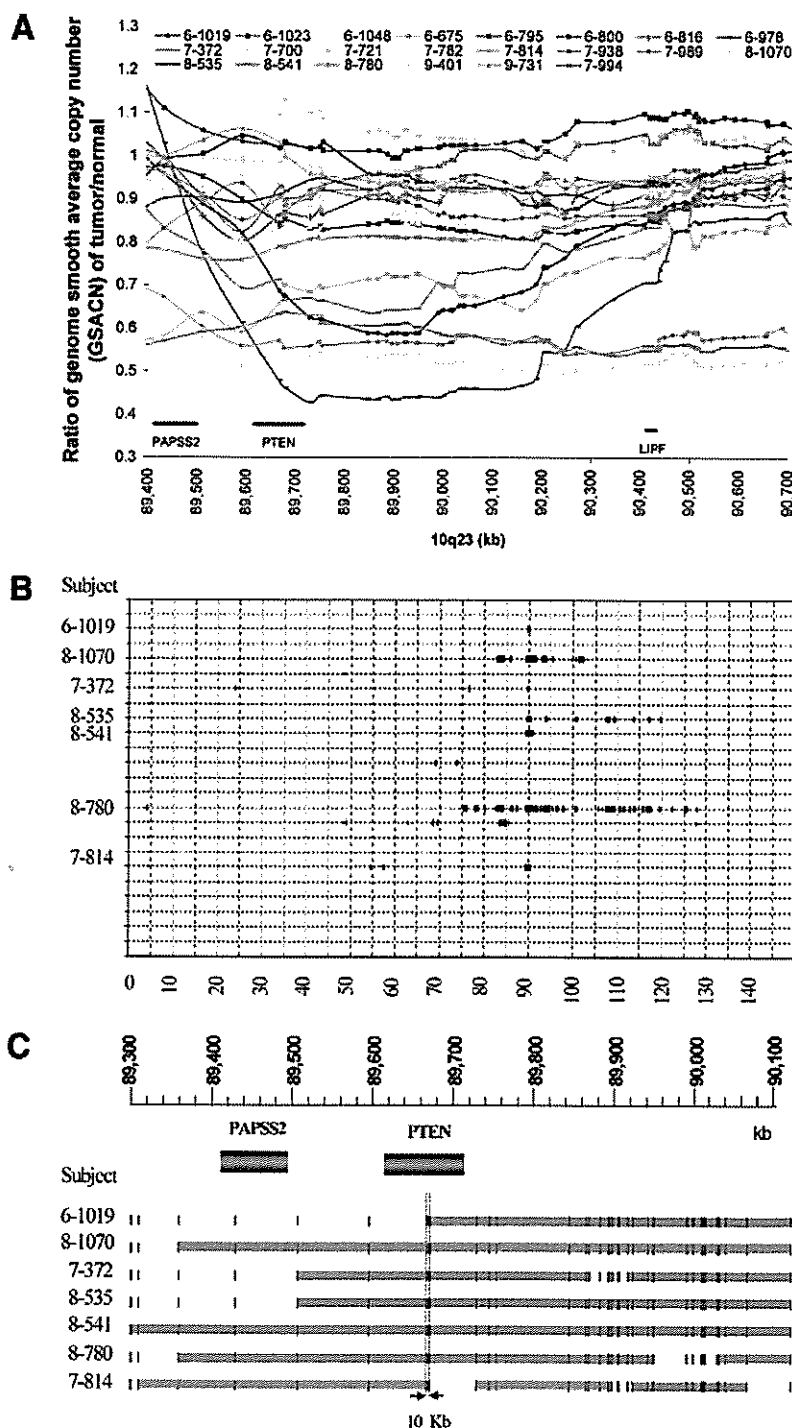 A
6-1019 6-1023 6-1048 6-675 6-795 6-800 6-816 6-978
7-372 7-700 7-721 7-782 7-814 7-938 7-989 8-1070
8-535 8-541 8-780 9-401 9-731 7-994
Ratio of genome smooth average copy number
(GSACN) of tumor/normal
1.3
1.2
1.1
1
0.9
0.8
0.7
0.6
0.5
0.4
0.3
PAPSS2 PTEN LIPF
89,400 89,500 89,600 89,700 89,800 89,900 90,000 90,100 90,200 90,300 90,400 90,500 90,600 90,700
10q23 (kb)
B
Subject
6-1019
8-1070
7-372
8-535
8-541
8-780
7-814
0 10 20 30 40 50 60 70 80 90 100 110 120 130 140 150
C
89,300 89,400 89,500 89,600 89,700 89,800 89,900 90,000 90,100
PAPSS2 PTEN kb
Subject
6-1019
8-1070
7-372
8-535
8-541
8-780
7-814
10 Kb